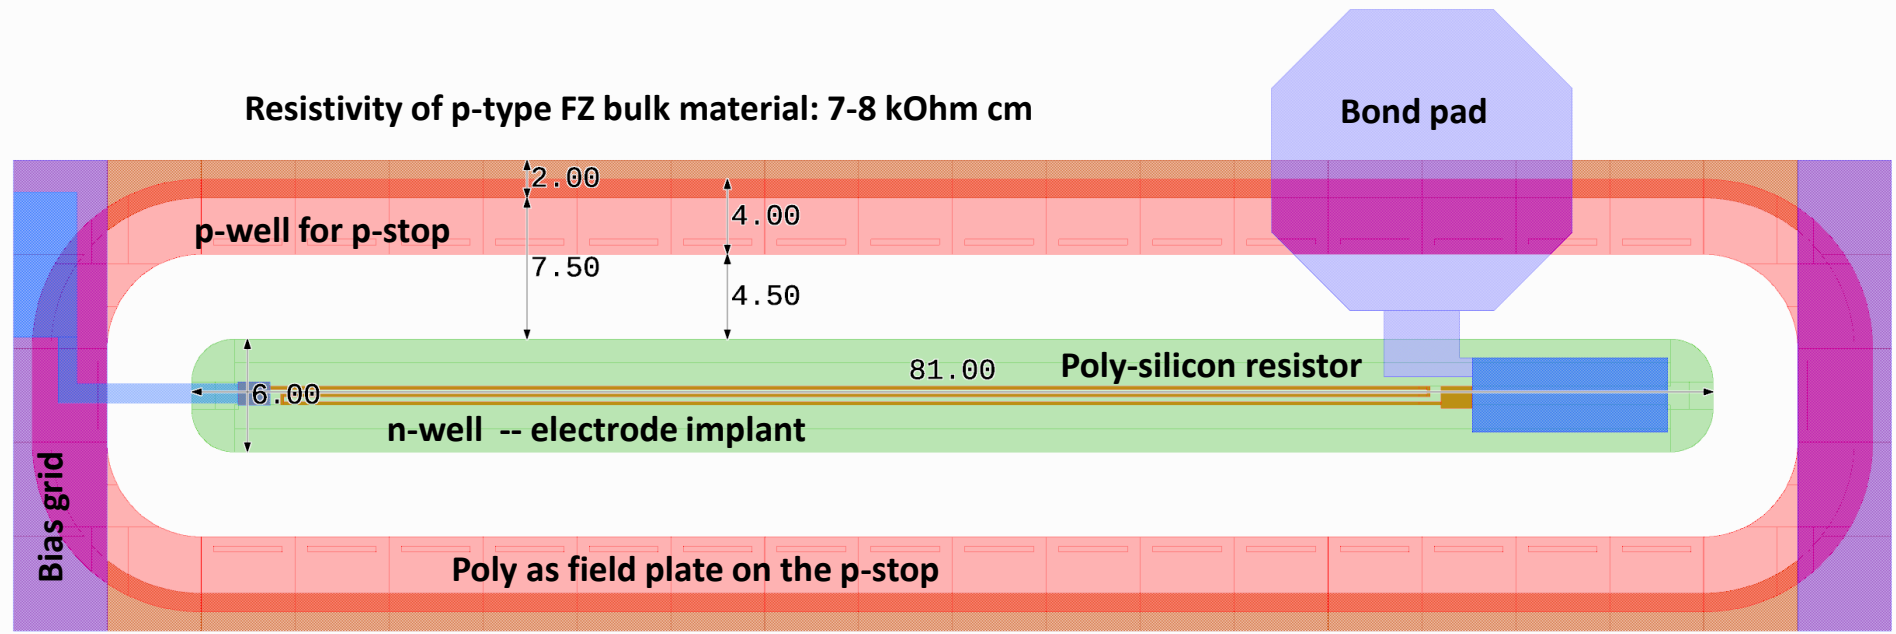 Resistivity of p-type FZ bulk material: 7-8 kOhm cm
Bond pad
2.00
4.00
p-well for p-stop
7.50
4.50
81.00
Poly-silicon resistor
6.00
n-well -- electrode implant
Bias grid
Poly as field plate on the p-stop